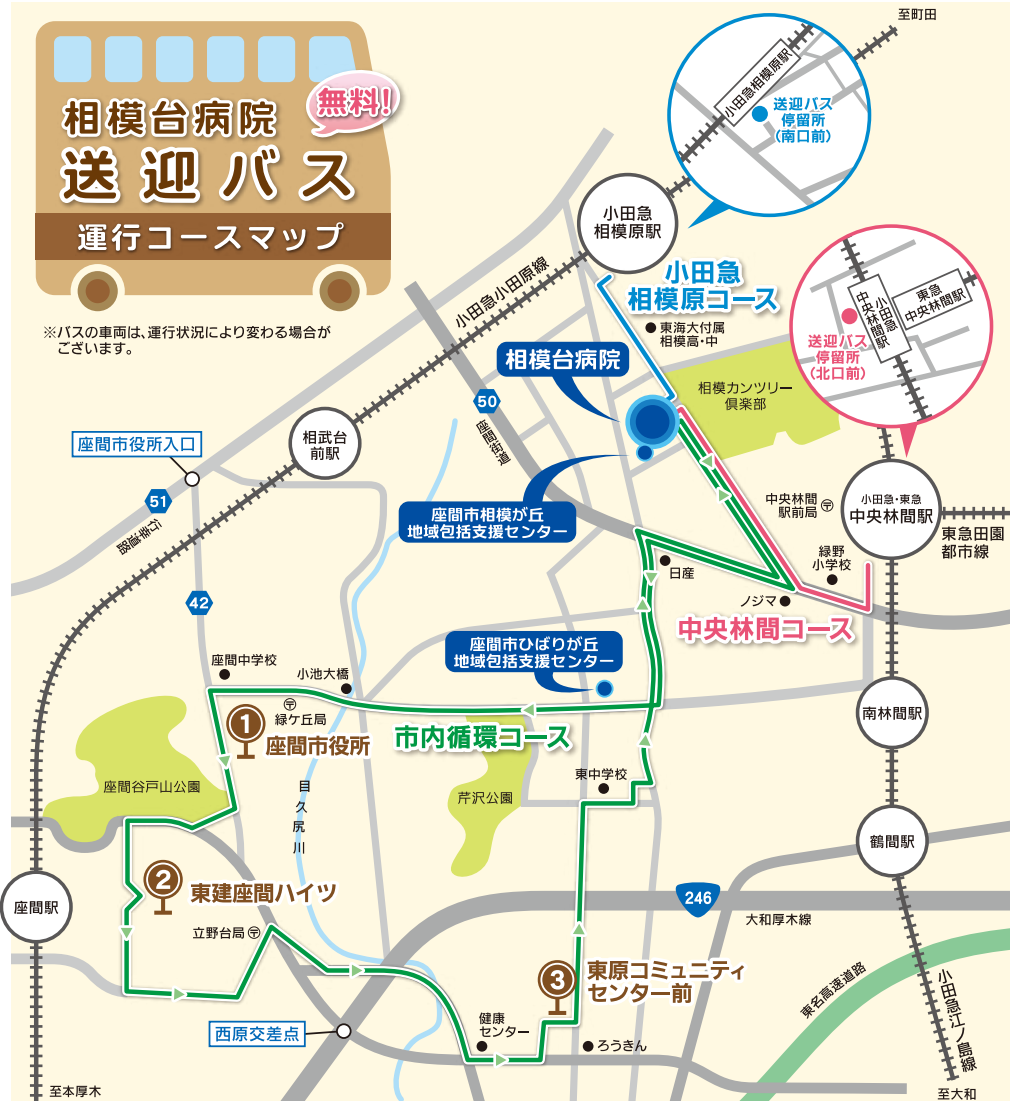 相模台病院
無料!
送迎バス
運行コースマップ
※バスの車両は、運行状況により変わる場合が
ございます。
至町田
小田急相模原駅
送迎バス
停留所
(南口前)
小田急
相模原駅
小田急小田原線
小田急
相模原コース
東海大付属
相模高・中
小田急
中央林間駅
東急
中央林間駅
送迎バス
停留所
(北口前)
相模台病院
相模カンツリー
倶楽部
50
座間街道
相武台
前駅
座間市役所入口
51
行幸道路
座間市相模が丘
地域包括支援センター
中央林間
駅前局
小田急・東急
中央林間駅
東急田園
都市線
緑野
小学校
日産
ノジマ
42
中央林間コース
座間市ひばりが丘
地域包括支援センター
座間中学校
小池大橋
緑ケ丘局
南林間駅
1
座間市役所
市内循環コース
座間谷戸山公園
目久尻川
芹沢公園
東中学校
鶴間駅
2
東建座間ハイツ
座間駅
246
大和厚木線
立野台局
3
東原コミュニティ
センター前
東名高速道路
小田急江ノ島線
西原交差点
健康
センター
ろうきん
至本厚木
至大和